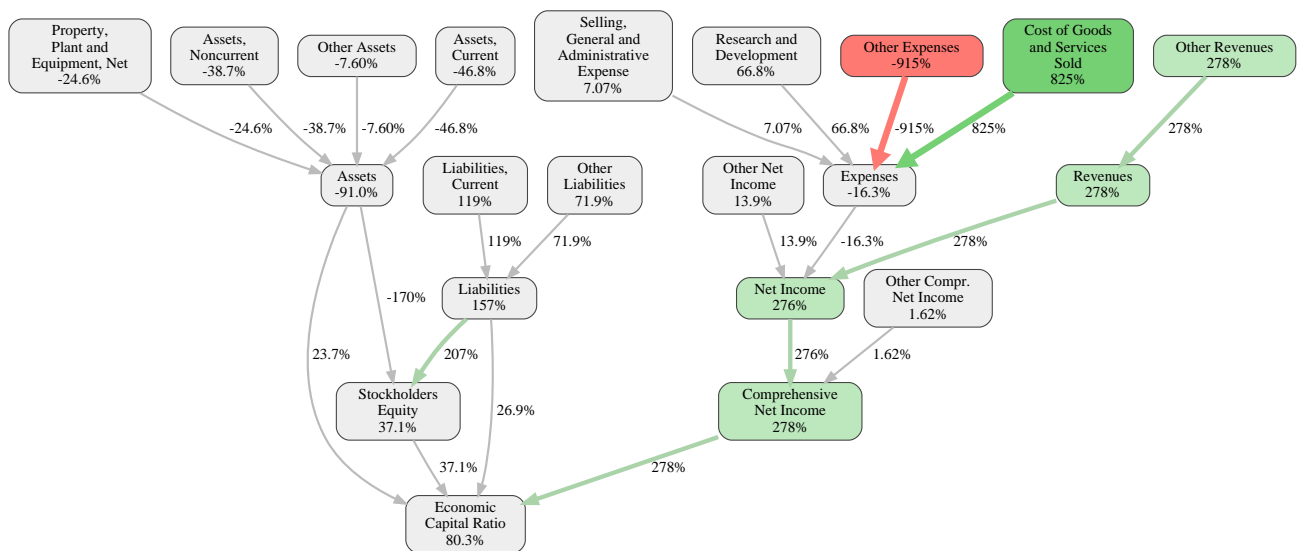 Property,
Plant and
Equipment, Net
-24.6%
Assets,
Noncurrent
-38.7%
Other Assets
-7.60%
Assets,
Current
-46.8%
Selling,
General and
Administrative
Expense
7.07%
Research and
Development
66.8%
Other Expenses
-915%
Cost of Goods
and Services
Sold
825%
Other Revenues
278%
-24.6%
-38.7%
-7.60%
-46.8%
7.07%
66.8%
-915%
825%
278%
Assets
-91.0%
Liabilities,
Current
119%
Other
Liabilities
71.9%
Other Net
Income
13.9%
Expenses
-16.3%
Revenues
278%
119%
71.9%
13.9%
-16.3%
278%
Liabilities
157%
Net Income
276%
Other Compr.
Net Income
1.62%
-170%
23.7%
207%
276%
1.62%
Stockholders
Equity
37.1%
26.9%
Comprehensive
Net Income
278%
37.1%
278%
Economic
Capital Ratio
80.3%